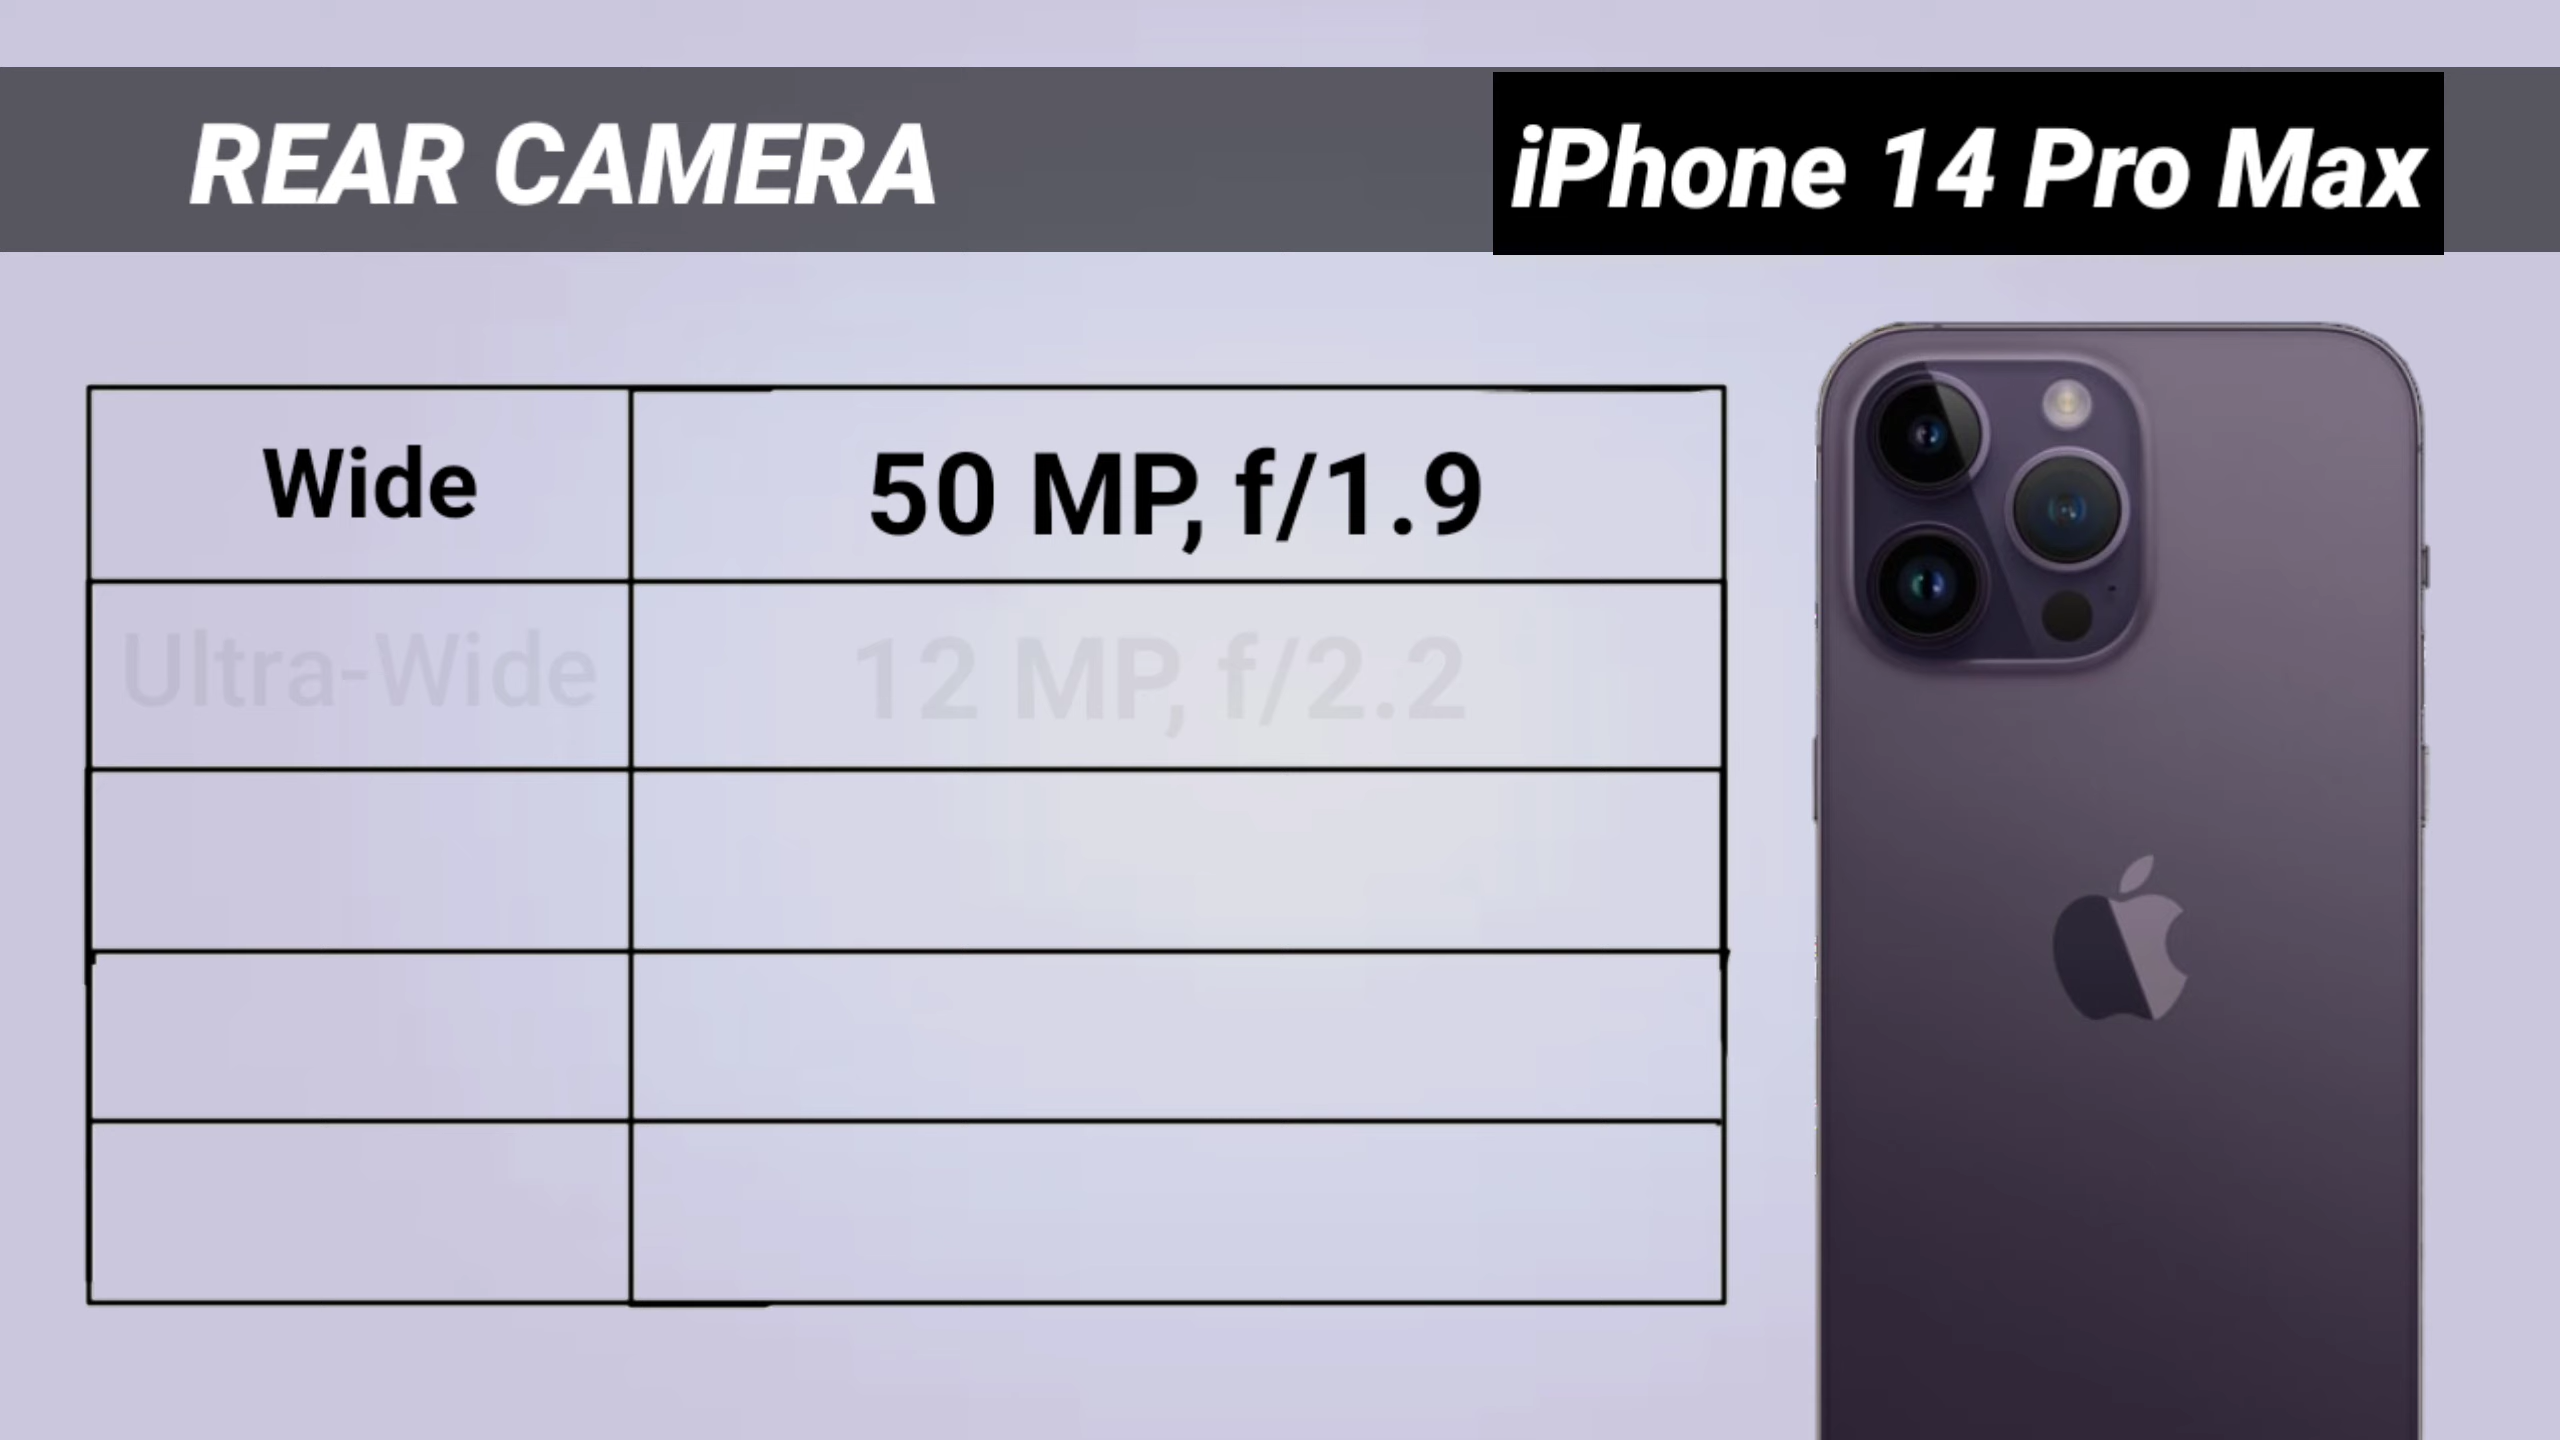 REAR CAMERA
iPhone 14 Pro Max
Wide
50 MP, f/1.9
Ultra-Wide
12 MP, f/2.2